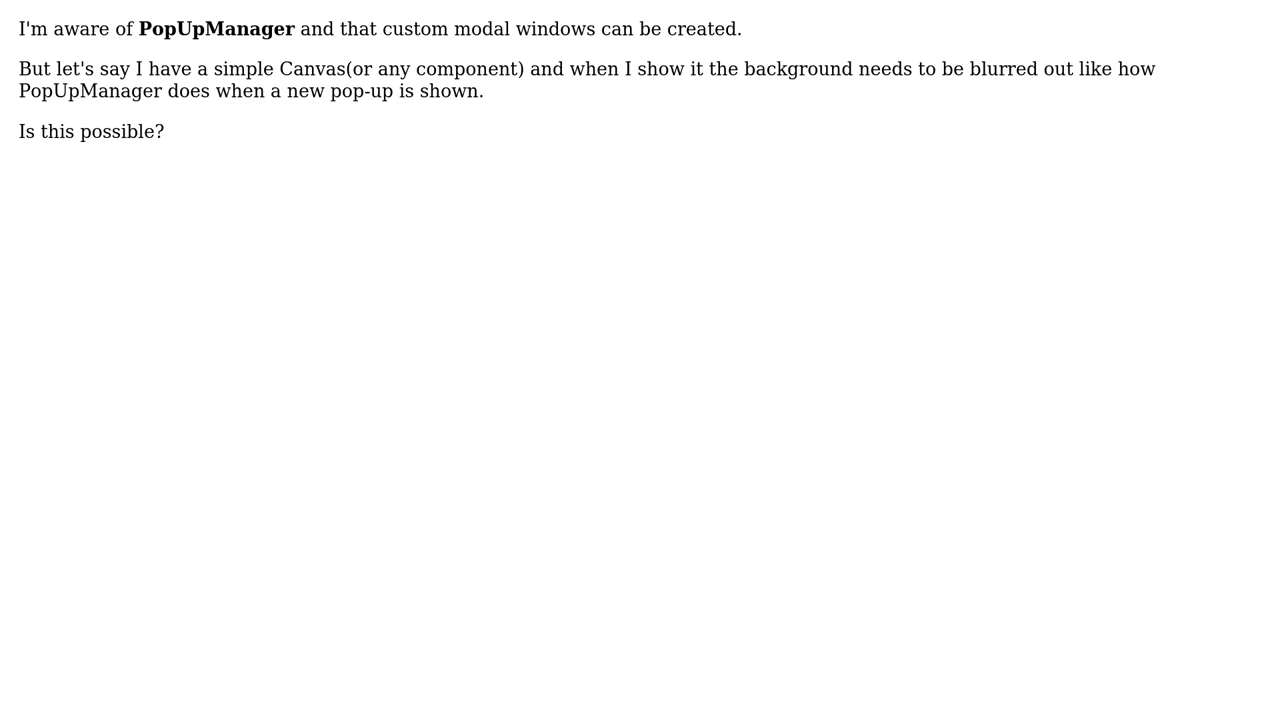 I'm aware of PopUpManager and that custom modal windows can be created.
But let's say I have a simple Canvas(or any component) and when I show it the background needs to be blurred out like how
PopUpManager does when a new pop-up is shown.
Is this possible?